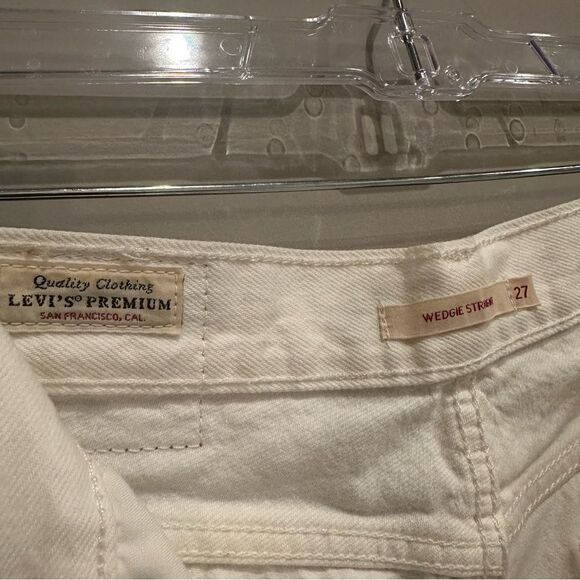 Quality Clothing
LEVI'S® PREMIUM
SAN FRANCISCO, CAL.
WEDGIE STRAIGHT
27